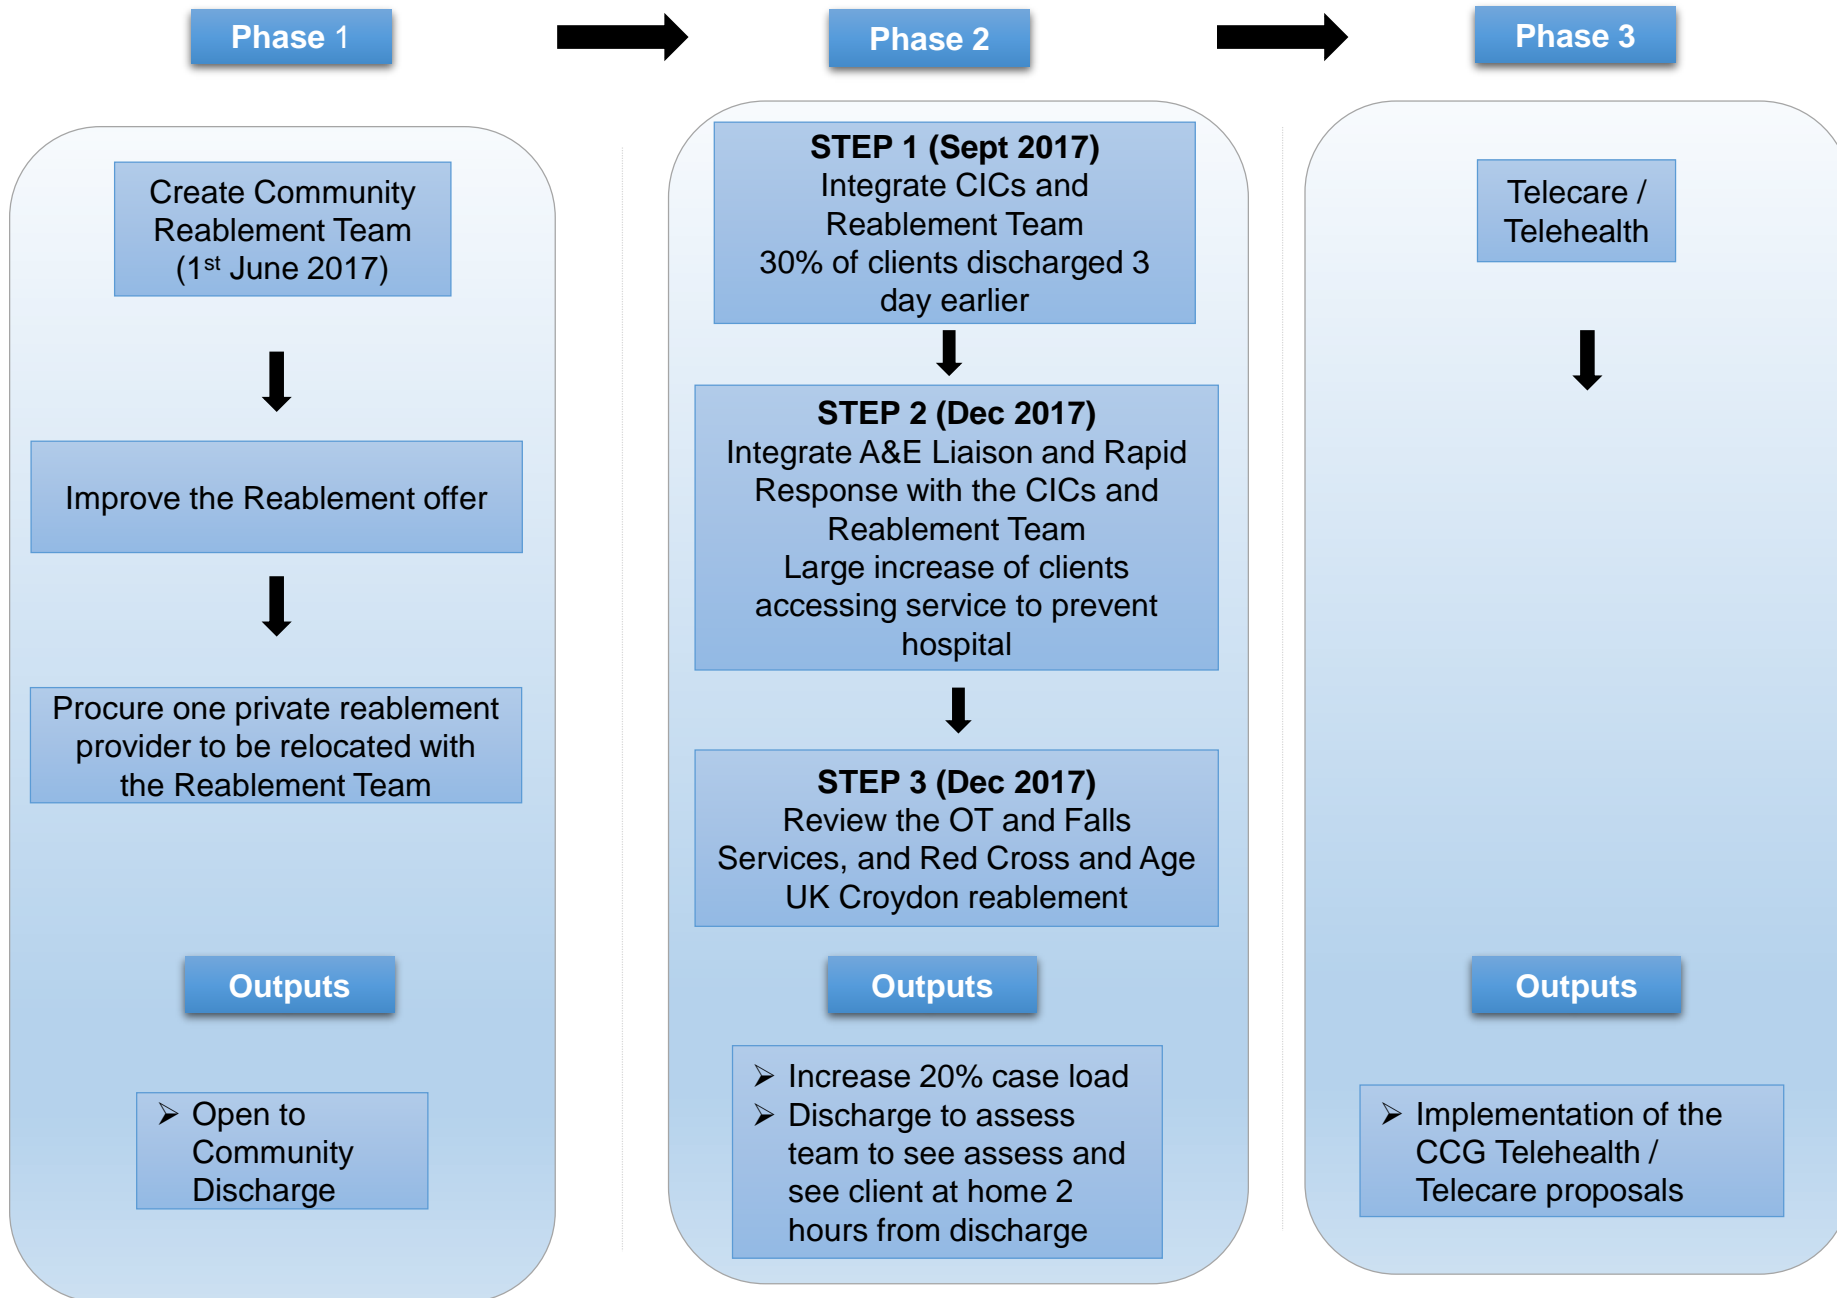 Phase 1
Phase 2
Phase 3
Create Community
Reablement Team
(1st June 2017)
Improve the Reablement offer
Procure one private reablement
provider to be relocated with
the Reablement Team
Outputs
➢ Open to
Community
Discharge
STEP 1 (Sept 2017)
Integrate CICs and
Reablement Team
30% of clients discharged 3
day earlier
STEP 2 (Dec 2017)
Integrate A&E Liaison and Rapid
Response with the CICs and
Reablement Team
Large increase of clients
accessing service to prevent
hospital
STEP 3 (Dec 2017)
Review the OT and Falls
Services, and Red Cross and Age
UK Croydon reablement
Outputs
➢ Increase 20% case load
➢ Discharge to assess
team to see assess and
see client at home 2
hours from discharge
Telecare /
Telehealth
Outputs
➢ Implementation of the
CCG Telehealth /
Telecare proposals